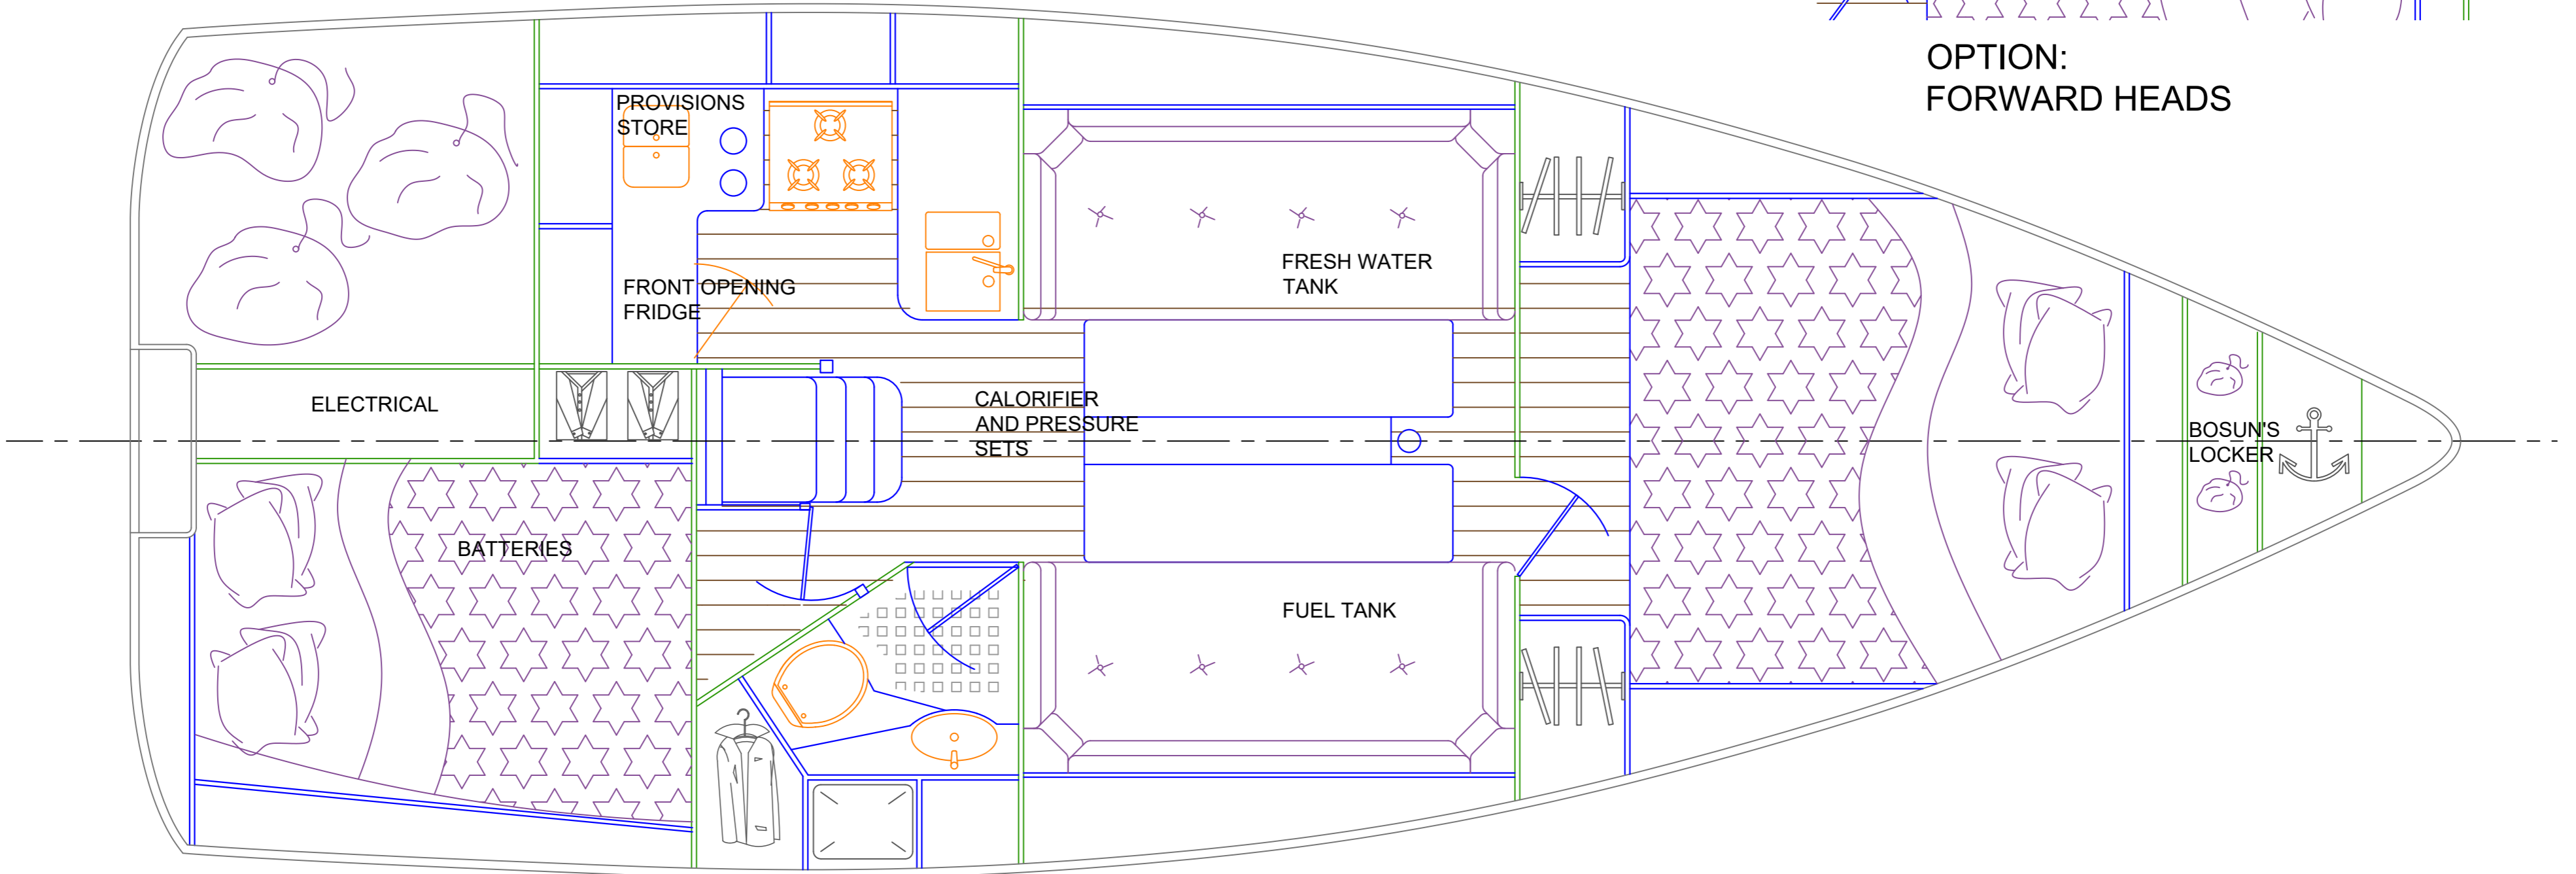 OPTION:
FORWARD HEADS
PROVISIONS
STORE
FRONT OPENING
FRIDGE
FRESH WATER
TANK
ELECTRICAL
CALORIFIER
AND PRESSURE
SETS
BOSUN'S
LOCKER
BATTERIES
FUEL TANK